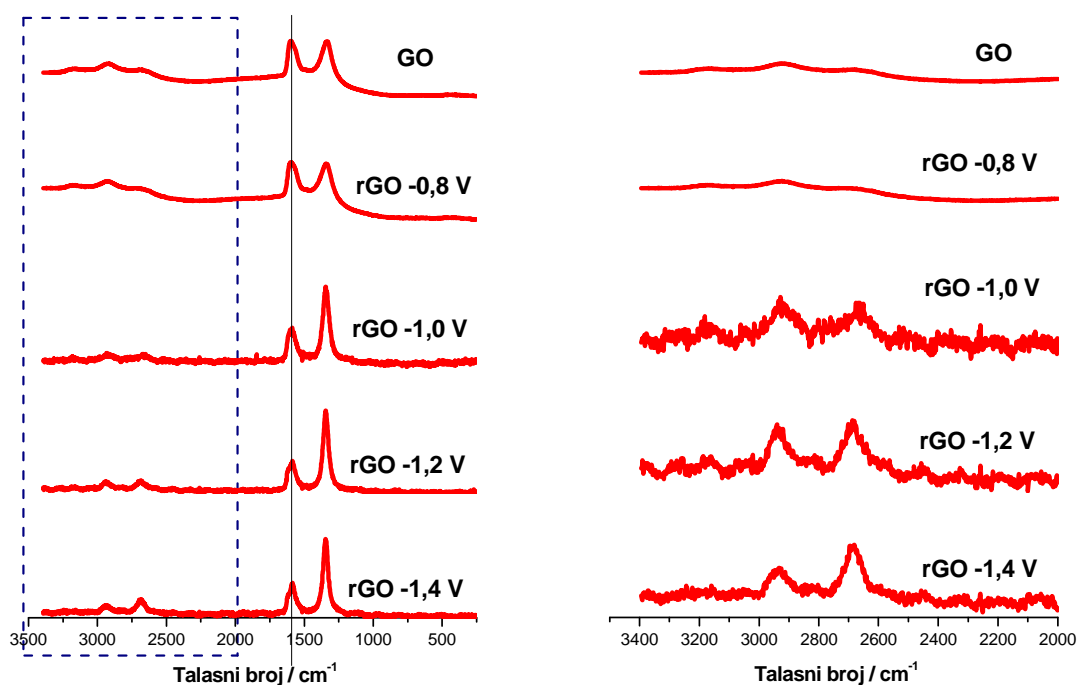 GO
rGO -0,8 V
rGO -1,0 V
rGO -1,2 V
rGO -1,4 V
3500 3000 2500 2000 1500 1000 500
Talasni broj / cm⁻¹
GO
rGO -0,8 V
rGO -1,0 V
rGO -1,2 V
rGO -1,4 V
3400 3200 3000 2800 2600 2400 2200 2000
Talasni broj / cm⁻¹